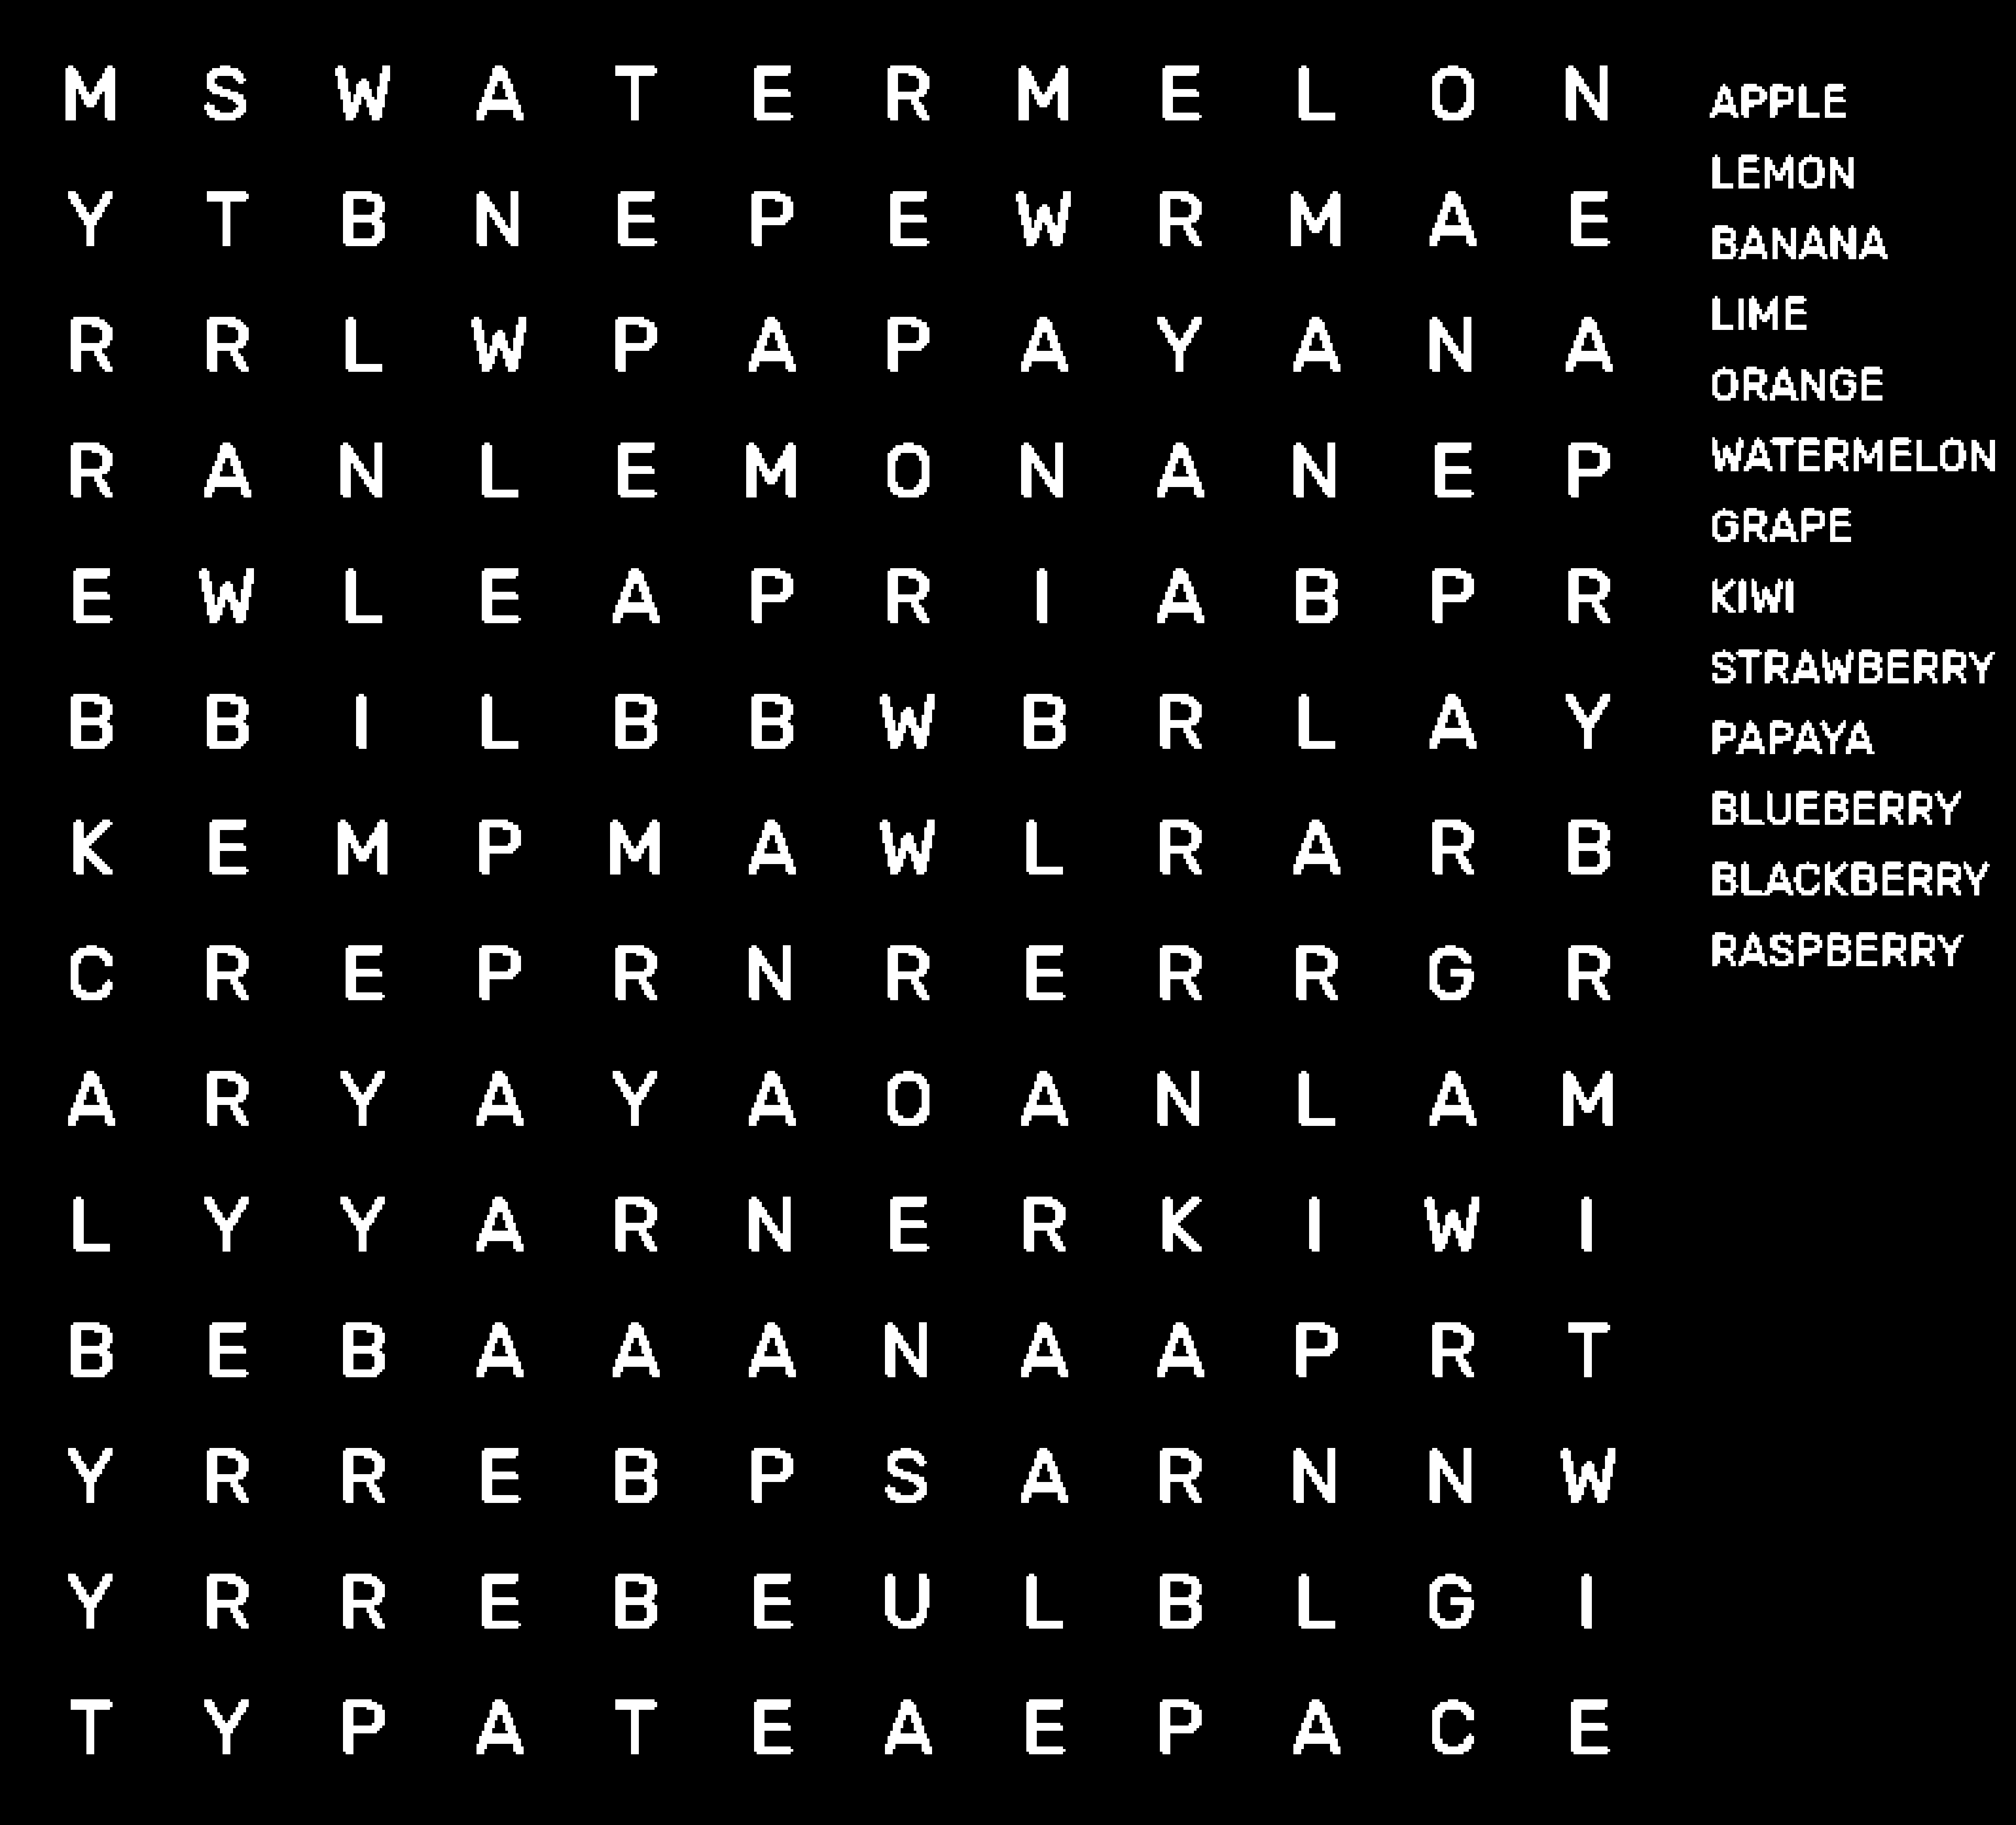 M S W A T E R M E L O N
Y T B N E P E W R M A E
R R L W P A P A Y A N A
R A N L E M O N A N E P
E W L E A P R I A B P R
B B I L B B W B R L A Y
K E M P M A W L R A R B
C R E P R N R E R R G R
A R Y A Y A O A N L A M
L Y Y A R N E R K I W I
B E B A A A N A A P R T
Y R R E B P S A R N N W
Y R R E B E U L B L G I
T Y P A T E A E P A C E
APPLE
LEMON
BANANA
LIME
ORANGE
WATERMELON
GRAPE
KIWI
STRAWBERRY
PAPAYA
BLUEBERRY
BLACKBERRY
RASPBERRY